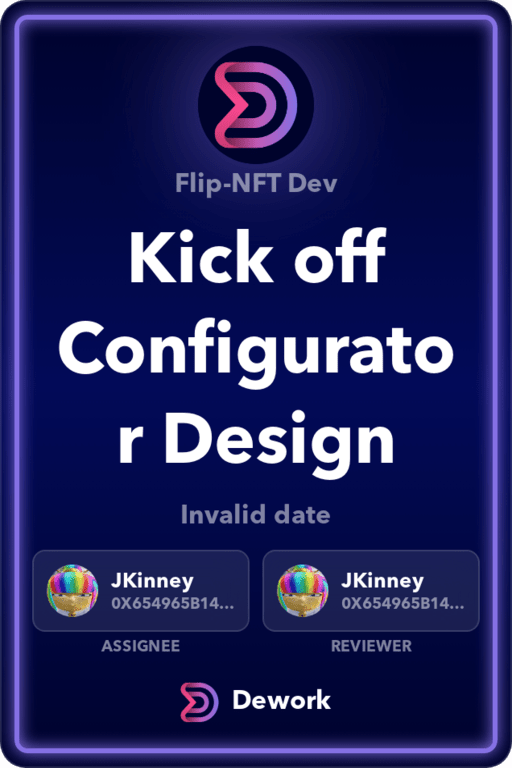 Flip-NFT Dev
Kick off
Configurato
r Design
Invalid date
JKinney
0X654965B14...
JKinney
0X654965B14...
ASSIGNEE
REVIEWER
Dework